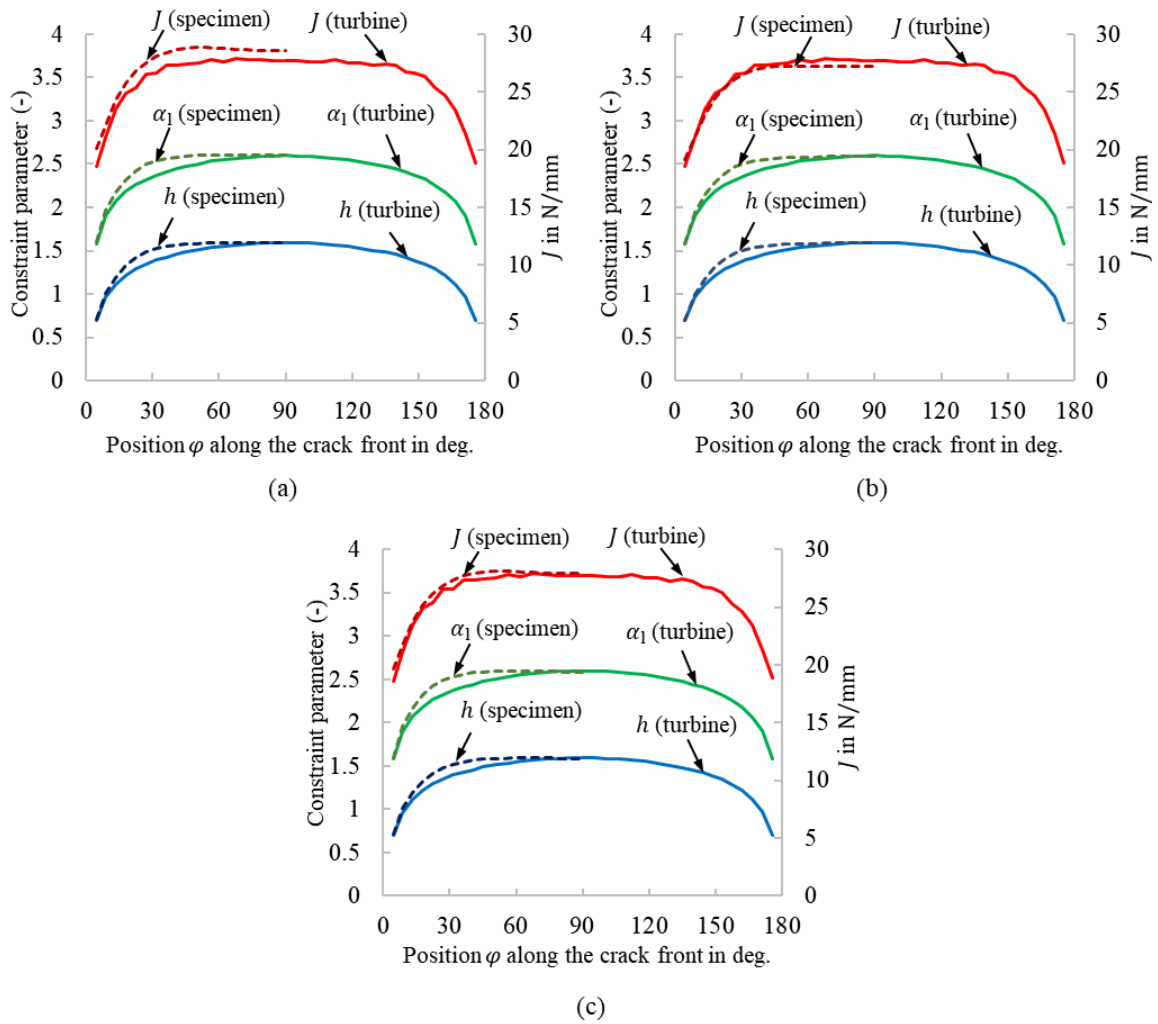 J (specimen) J (turbine)
4 30
3.5 25
3 α₁ (specimen) α₁ (turbine) 20
2.5
2 h (specimen) h (turbine) 15
1.5 10
1
0.5 5
0 0
Constraint parameter (-)
J in N/mm
0 30 60 90 120 150 180
Position φ along the crack front in deg.
(a)
J (specimen) J (turbine)
4 30
3.5 25
3 α₁ (specimen) α₁ (turbine) 20
2.5
2 h (specimen) h (turbine) 15
1.5 10
1
0.5 5
0 0
Constraint parameter (-)
J in N/mm
0 30 60 90 120 150 180
Position φ along the crack front in deg.
(b)
J (specimen) J (turbine)
4 30
3.5 25
3 α₁ (specimen) α₁ (turbine) 20
2.5
2 h (specimen) h (turbine) 15
1.5 10
1
0.5 5
0 0
Constraint parameter (-)
J in N/mm
0 30 60 90 120 150 180
Position φ along the crack front in deg.
(c)